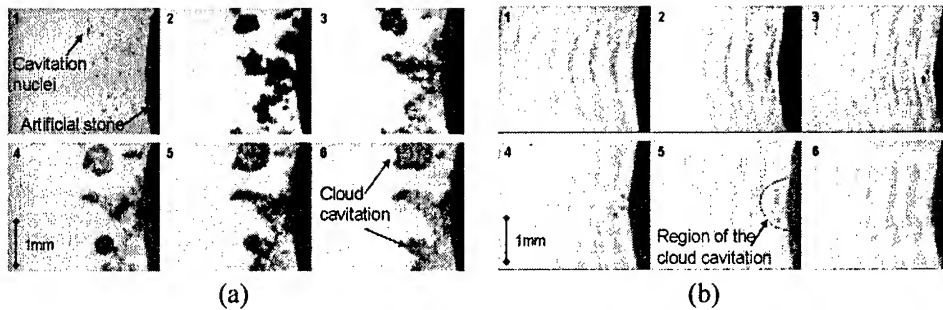 1
2
3
Cavitation
nuclei
Artificial stone
4
5
6
1mm
Cloud
cavitation
(a)
1
2
3
4
5
6
1mm
Region of the
cloud cavitation
(b)